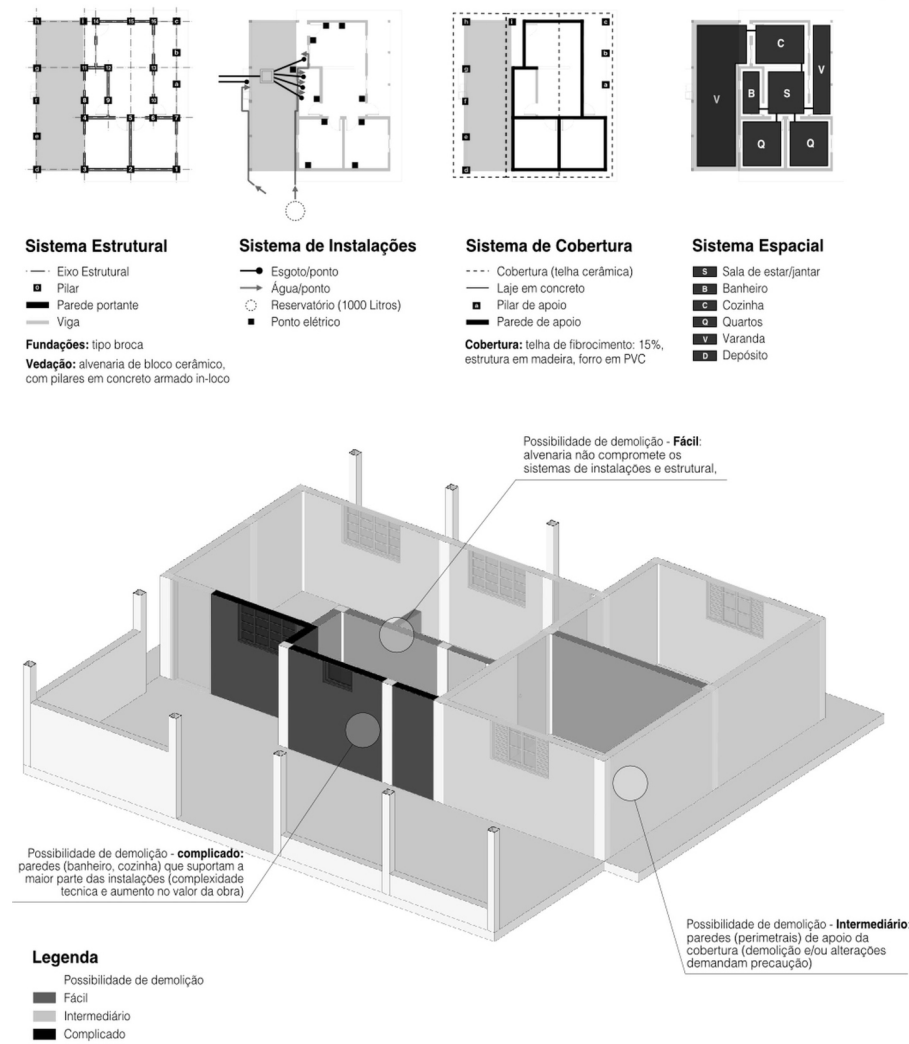 Sistema Estrutural
Eixo Estrutural
Pilar
Parede portante
Viga
Fundações: tipo broca
Vedação: alvenaria de bloco cerâmico,
com pilares em concreto armado in-loco
Sistema de Instalações
Esgoto/ponto
Água/ponto
Reservatório (1000 Litros)
Ponto elétrico
Sistema de Cobertura
Cobertura (telha cerâmica)
Laje em concreto
a Pilar de apoio
Parede de apoio
Cobertura: telha de fibrocimento: 15%,
estrutura em madeira, forro em PVC
C
V
B
S
V
Q
Q
Sistema Espacial
S Sala de estar/jantar
B Banheiro
C Cozinha
Q Quartos
V Varanda
D Depósito
Possibilidade de demolição - Fácil:
alvenaria não compromete os
sistemas de instalações e estrutural,
Possibilidade de demolição - complicado:
paredes (banheiro, cozinha) que suportam a
maior parte das instalações (complexidade
tecnica e aumento no valor da obra)
Possibilidade de demolição - Intermediário:
paredes (perimetrais) de apoio da
cobertura (demolição e/ou alterações
demandam precaução)
Legenda
Possibilidade de demolição
Fácil
Intermediário
Complicado